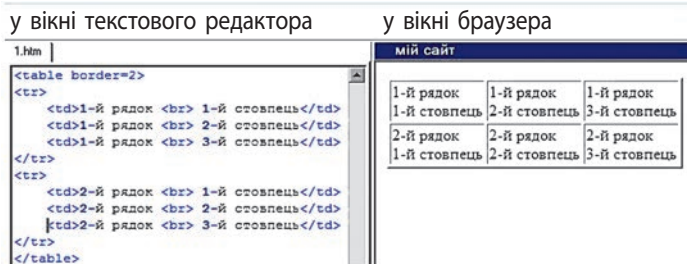 у вікні текстового редактора
1.htm
<table border=2>
<tr>
<td>1-й рядок <br> 1-й стовпець</td>
<td>1-й рядок <br> 2-й стовпець</td>
<td>1-й рядок <br> 3-й стовпець</td>
</tr>
<tr>
<td>2-й рядок <br> 1-й стовпець</td>
<td>2-й рядок <br> 2-й стовпець</td>
<td>2-й рядок <br> 3-й стовпець</td>
</tr>
</table>
у вікні браузера
мій сайт
1-й рядок 1-й рядок 1-й рядок
1-й стовпець 2-й стовпець 3-й стовпець
2-й рядок 2-й рядок 2-й рядок
1-й стовпець 2-й стовпець 3-й стовпець